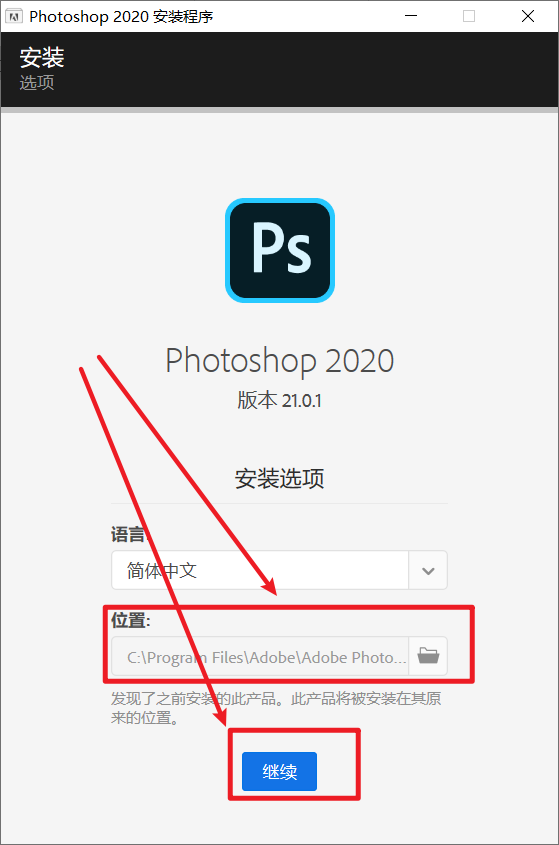 Photoshop 2020 安装程序
安装
选项
Ps
Photoshop 2020
版本 21.0.1
安装选项
语言:
简体中文
位置:
C:\Program Files\Adobe\Adobe Photo...
发现了之前安装的此产品。此产品将被安装在其原
来的位置。
继续